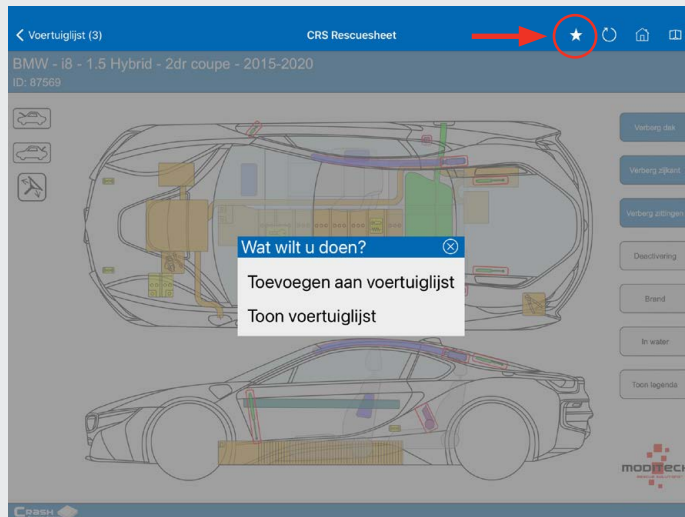 Voertuiglijst (3)
CRS Rescuesheet
BMW - i8 - 1.5 Hybrid - 2dr coupe - 2015-2020
ID: 87569
Verberg dak
Verberg zijkant
Verberg zittingen
Deactivering
Brand
In water
Toon legenda
Wat wilt u doen?
Toevoegen aan voertuiglijst
Toon voertuiglijst
MODITECH
CRASH